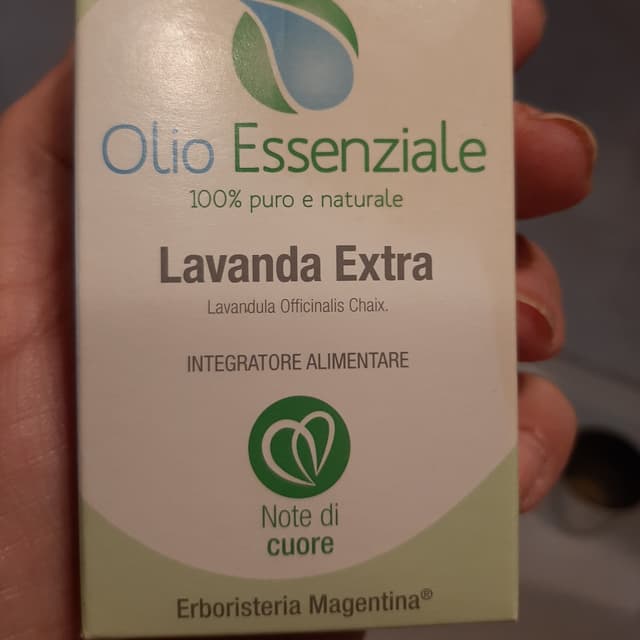 Olio Essenziale
100% puro e naturale
Lavanda Extra
Lavandula Officinalis Chaix.
INTEGRATORE ALIMENTARE
Note di
cuore
Erboristeria Magentina®